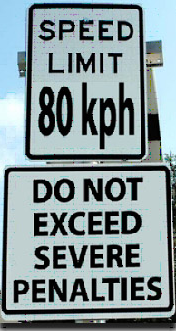 SPEED
LIMIT
80 kph
DO NOT
EXCEED
SEVERE
PENALTIES